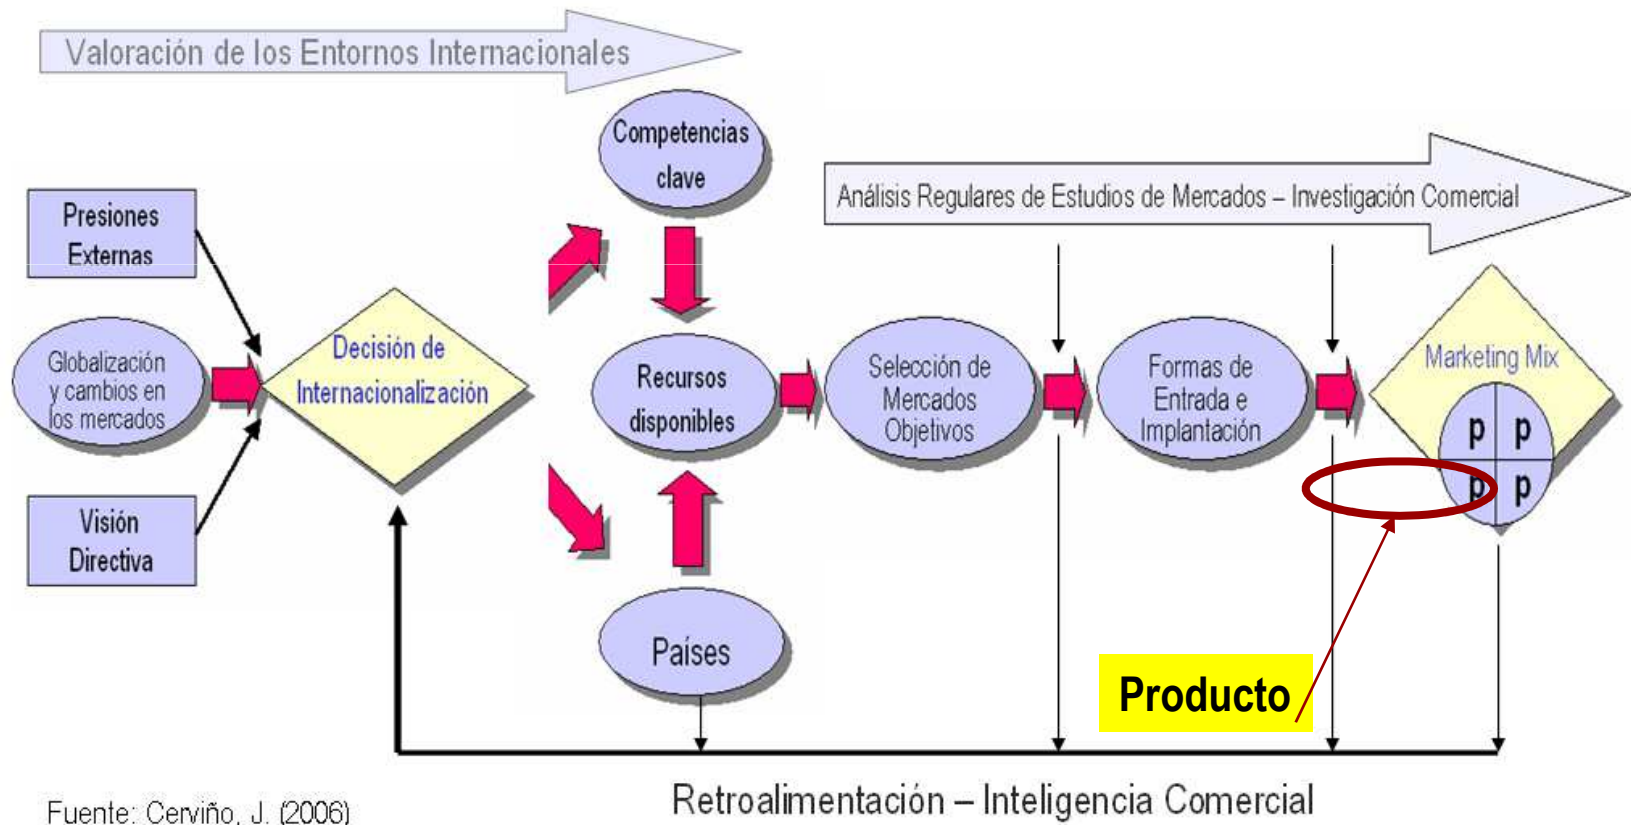 Valoración de los Entornos Internacionales
Competencias
clave
Análisis Regulares de Estudios de Mercados – Investigación Comercial
Presiones
Externas
Globalización
y cambios en
los mercados
Visión
Directiva
Decisión de
Internacionalización
Recursos
disponibles
Países
Selección de
Mercados
Objetivos
Formas de
Entrada e
Implantación
Marketing Mix
p p
p p
Producto
Retroalimentación – Inteligencia Comercial
Fuente: Cerviño, J. (2006)